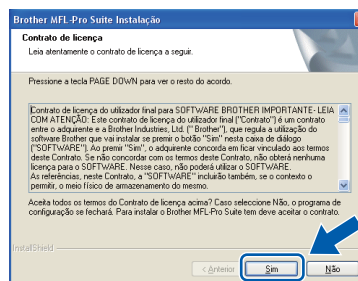 Brother MFL-Pro Suite Instalação
Contrato de licença
Leia atentamente o contrato de licença a seguir.
Pressione a tecla PAGE DOWN para ver o resto do acordo.
Contrato de licença do utilizador final para SOFTWARE BROTHER IMPORTANTE- LEIA
COM ATENÇÃO: Este contrato de licença do utilizador final ("Contrato") é um contrato
entre o adquirente e a Brother Industries, Ltd. (" Brother"), que regula a utilização do
software Brother que vai instalar se premir o botão "Sim" nesta caixa de diálogo
("SOFTWARE"). Ao premir "Sim", o adquirente concorda em ficar vinculado aos termos
deste Contrato. Se não concordar com os termos deste Contrato, não obterá nenhuma
licença para o SOFTWARE. Nesse caso, não poderá utilizar o SOFTWARE.
As referências, neste Contrato, a "SOFTWARE" incluirão também, se o contexto o
permitir, o meio físico de armazenamento do mesmo.
Aceita todos os termos do Contrato de licença acima? Caso seleccione Não, o programa de
configuração se fechará. Para instalar o Brother MFL-Pro Suite tem deve aceitar o contrato.
InstallShield
< Anterior
Sim
Não